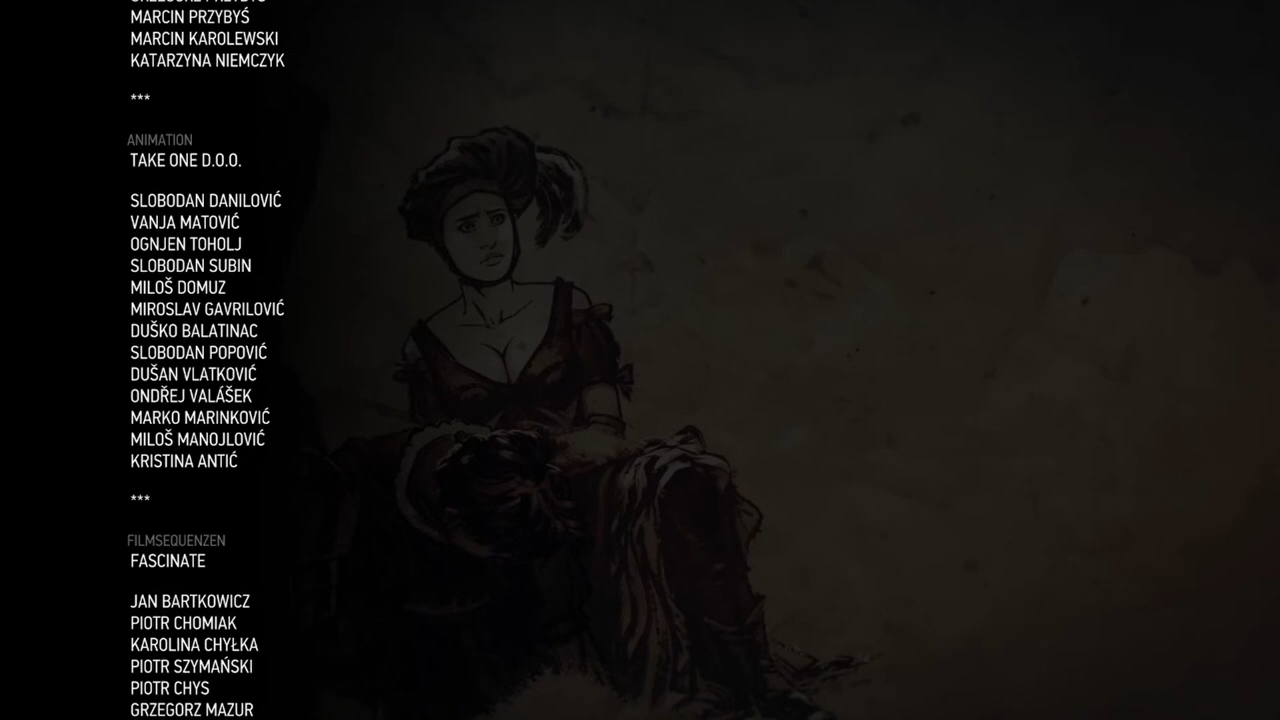 MARCIN PRZYBYŚ
MARCIN KAROLEWSKI
KATARZYNA NIEMCZYK
***
ANIMATION
TAKE ONE D.O.O.
SLOBODAN DANILOVIĆ
VANJA MATOVIĆ
OGNJEN TOHOLJ
SLOBODAN SUBIN
MILOŠ DOMUZ
MIROSLAV GAVRILOVIĆ
DUŠKO BALATINAC
SLOBODAN POPOVIĆ
DUŠAN VLATKOVIĆ
ONDŘEJ VALÁŠEK
MARKO MARINKOVIĆ
MILOŠ MANOJLOVIĆ
KRISTINA ANTIĆ
***
FILMSEQUENZEN
FASCINATE
JAN BARTKOWICZ
PIOTR CHOMIAK
KAROLINA CHYŁKA
PIOTR SZYMAŃSKI
PIOTR CHYS
GRZEGORZ MAZUR